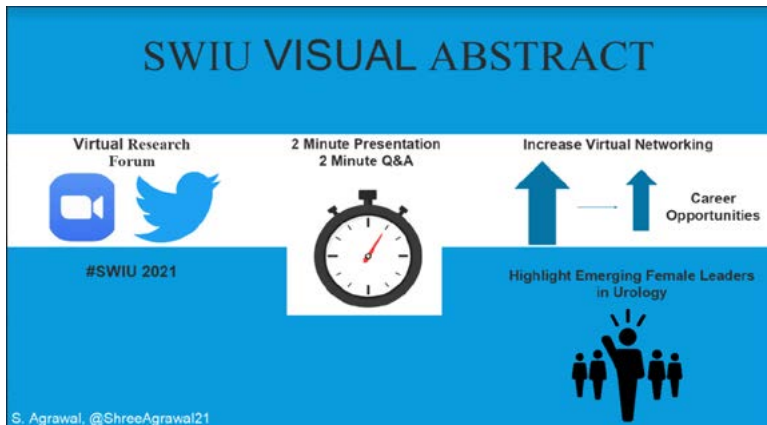 SWIU VISUAL ABSTRACT
Virtual Research
Forum
#SWIU 2021
2 Minute Presentation
2 Minute Q&A
Increase Virtual Networking
Career
Opportunities
Highlight Emerging Female Leaders
in Urology
S. Agrawal, @ShreeAgrawal21